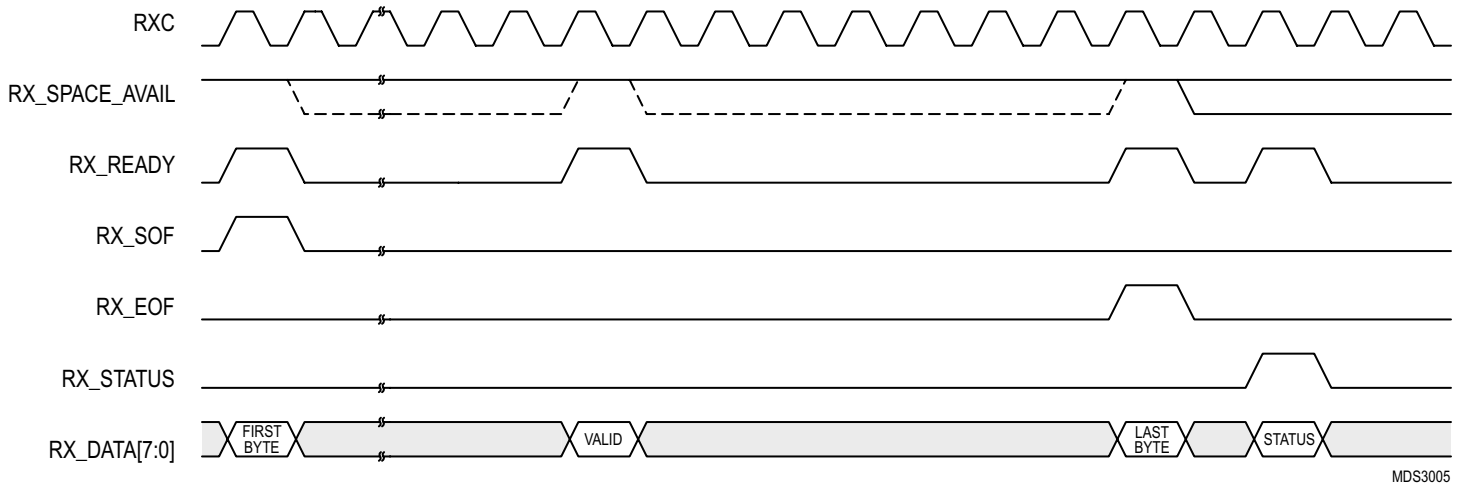 RXC
RX_SPACE_AVAIL
RX_READY
RX_SOF
RX_EOF
RX_STATUS
RX_DATA[7:0]
FIRST
BYTE
VALID
LAST
BYTE
STATUS
MDS3005